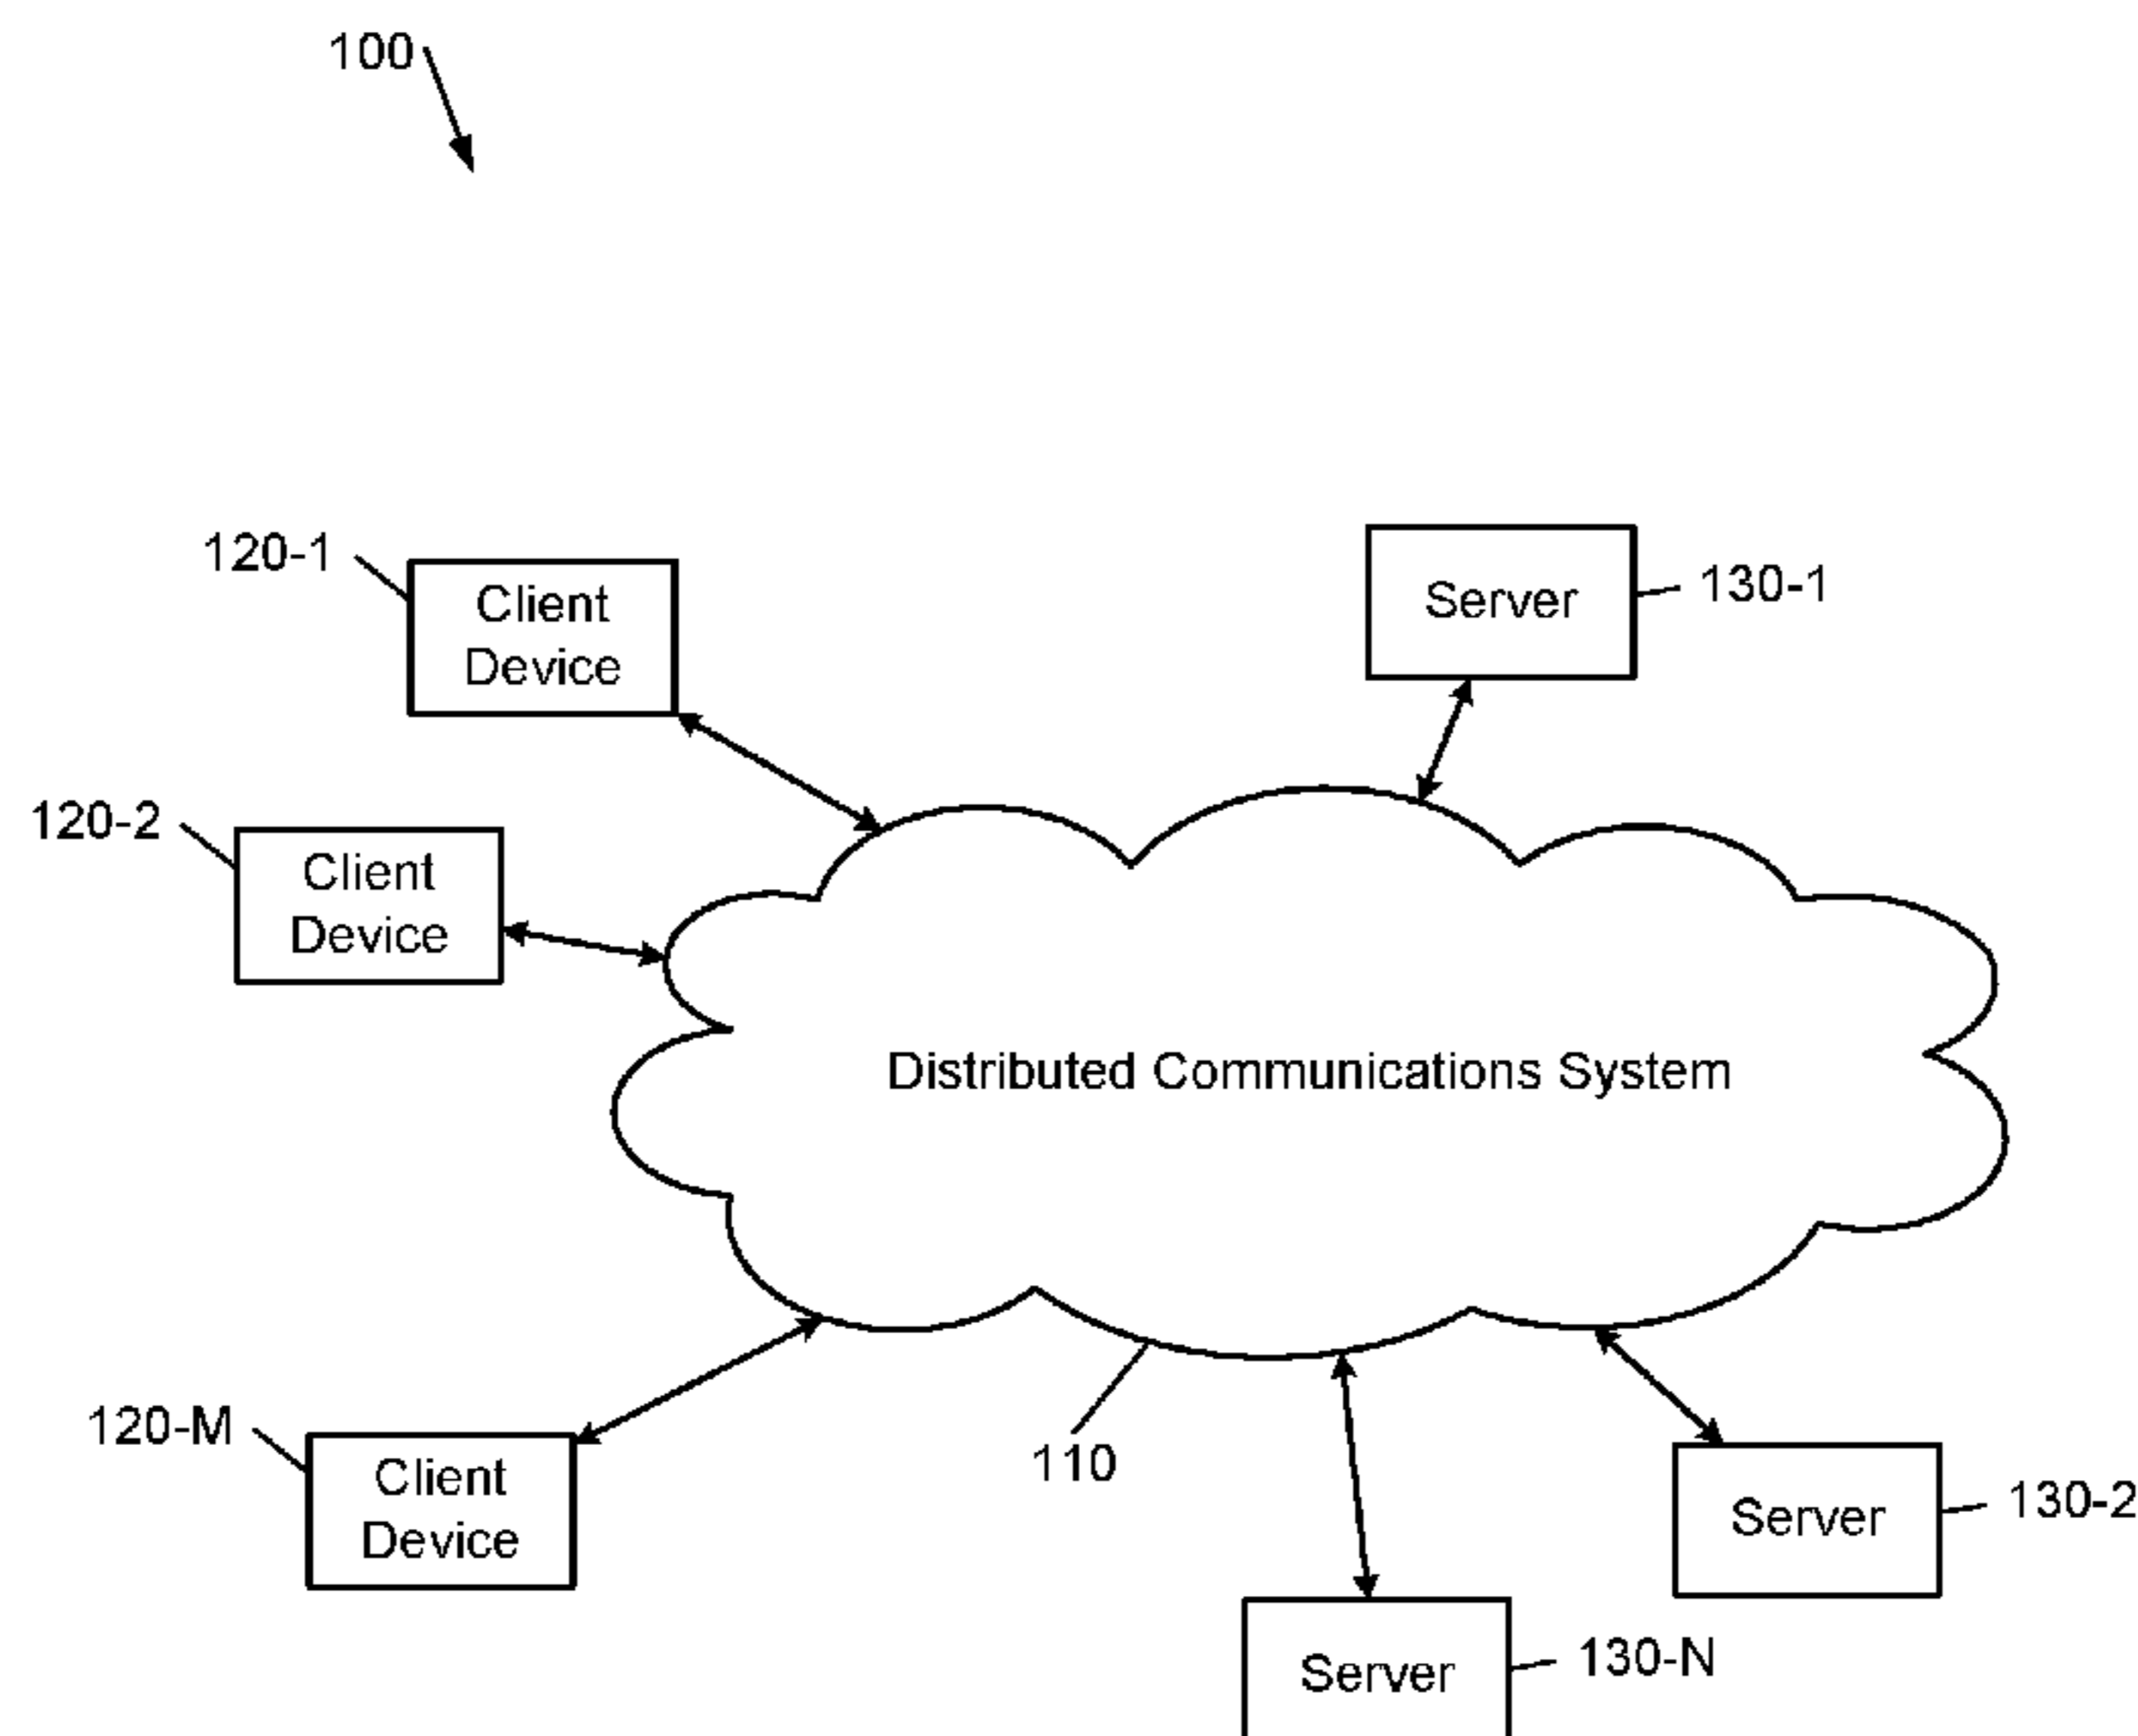 100
120-1
Client
Device
Server
130-1
120-2
Client
Device
Distributed Communications System
120-M
Client
Device
110
Server
130-2
Server
130-N